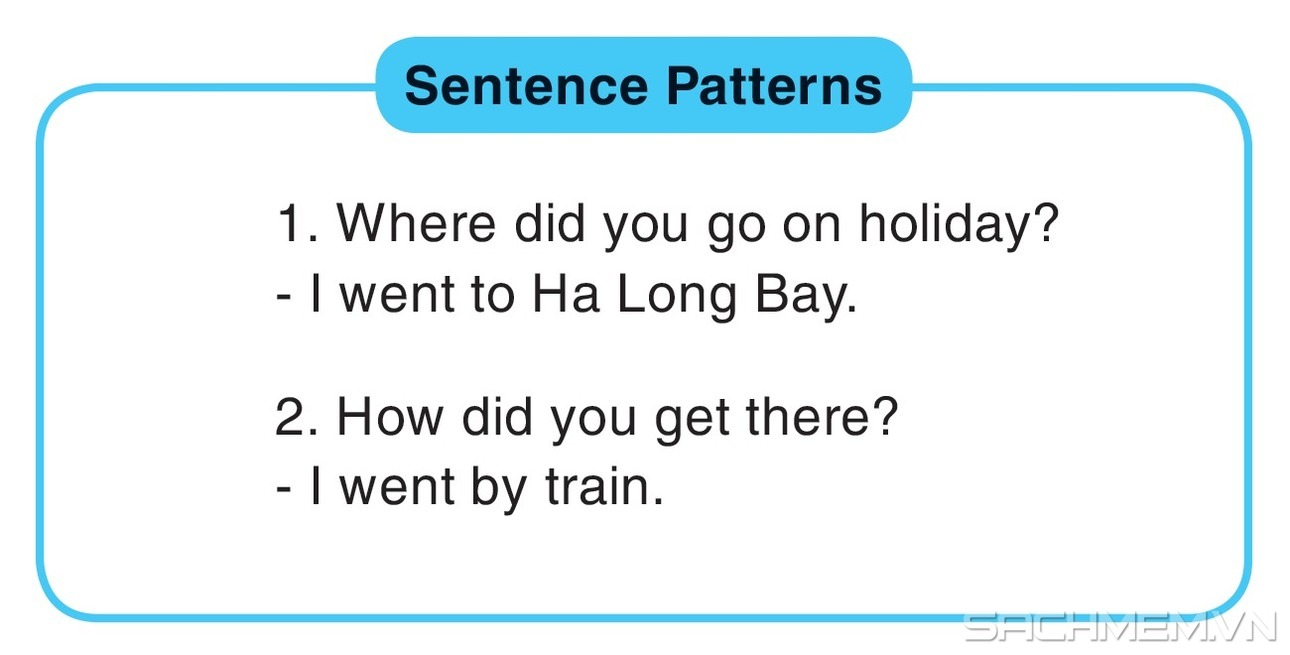 Sentence Patterns
1. Where did you go on holiday?
- I went to Ha Long Bay.
2. How did you get there?
- I went by train.
SACHMEM.VN